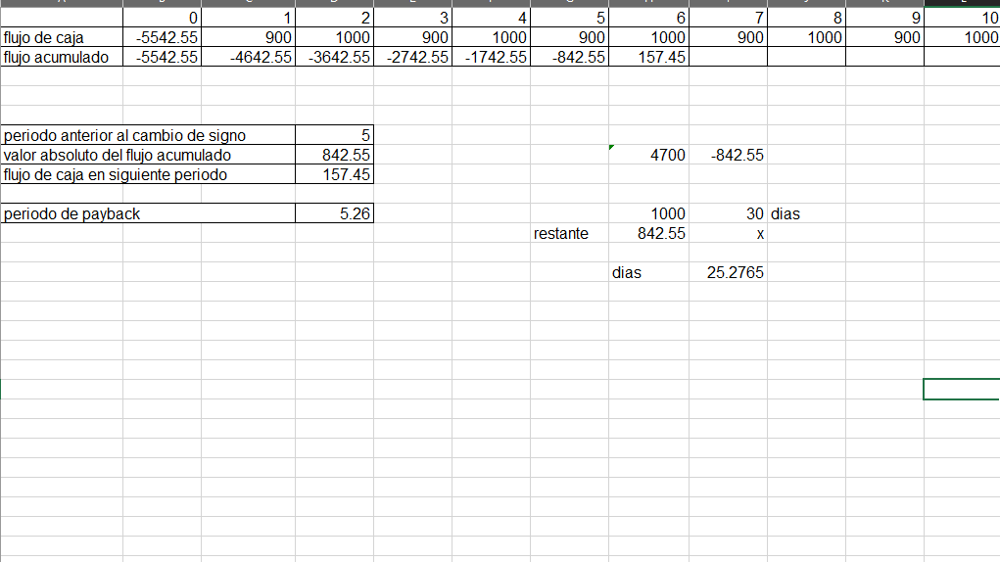 0 1 2 3 4 5 6 7 8 9 10
flujo de caja -5542.55 900 1000 900 1000 900 1000 900 1000 900 1000
flujo acumulado -5542.55 -4642.55 -3642.55 -2742.55 -1742.55 -842.55 157.45
periodo anterior al cambio de signo 5
valor absoluto del flujo acumulado 842.55 4700 -842.55
flujo de caja en siguiente periodo 157.45
periodo de payback 5.26 1000 30 dias
restante 842.55 x
dias 25.2765